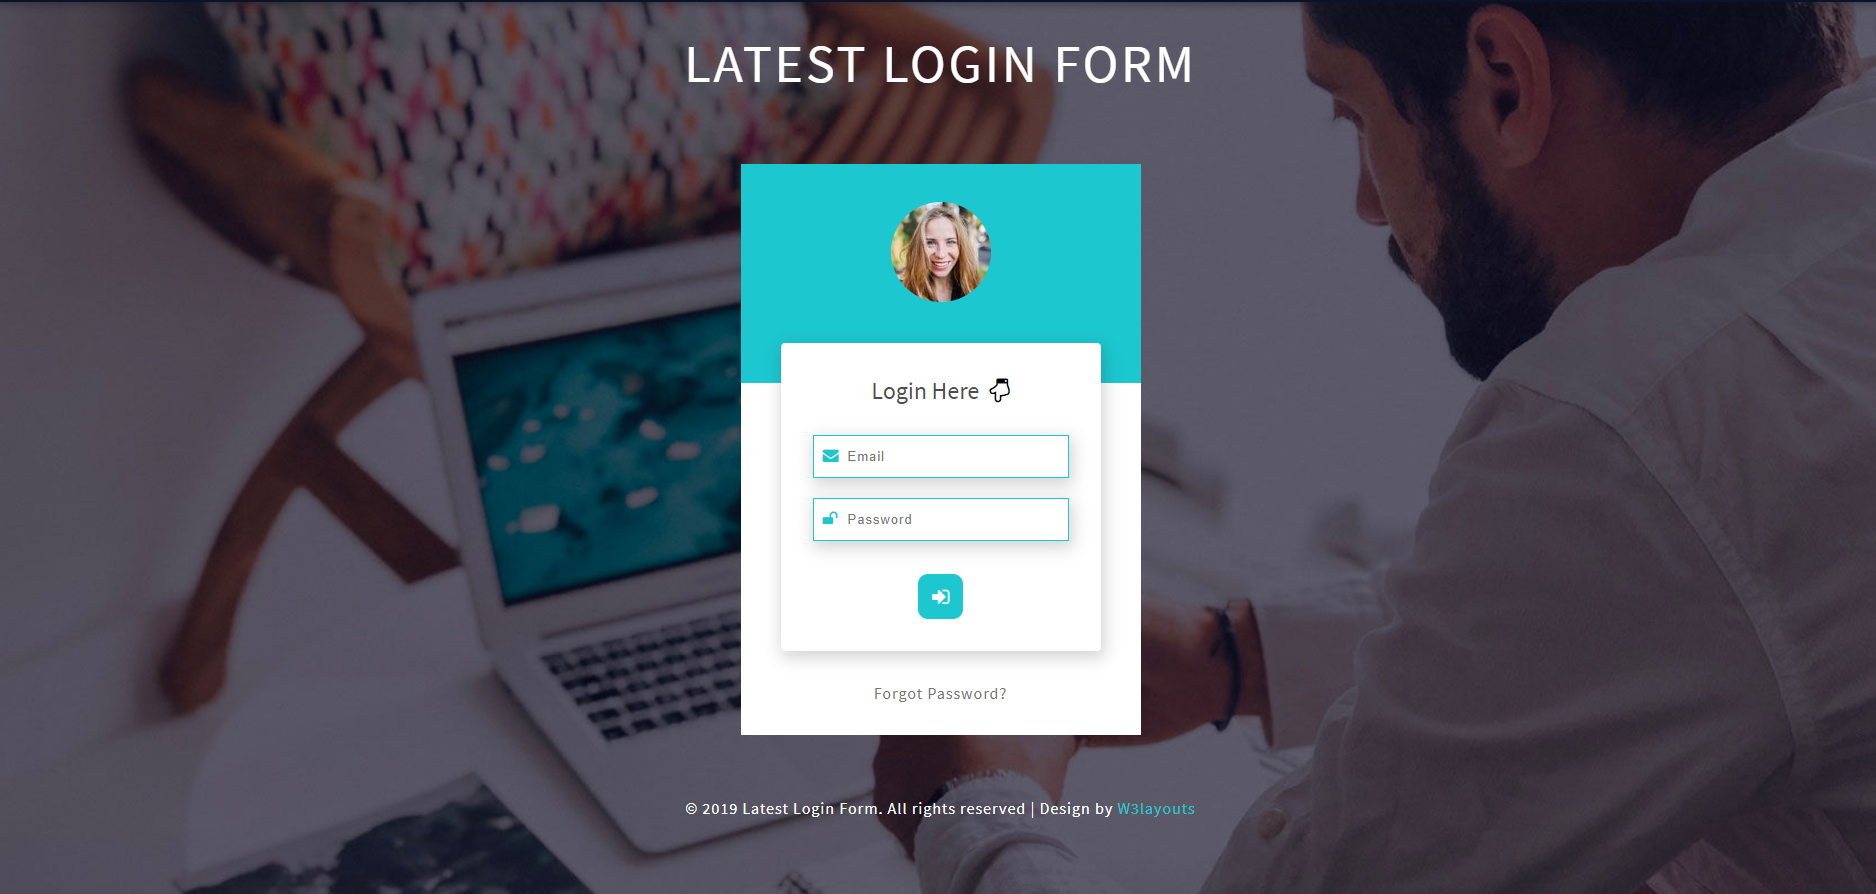 LATEST LOGIN FORM
Login Here
Email
Password
Forgot Password?
© 2019 Latest Login Form. All rights reserved | Design by W3layouts